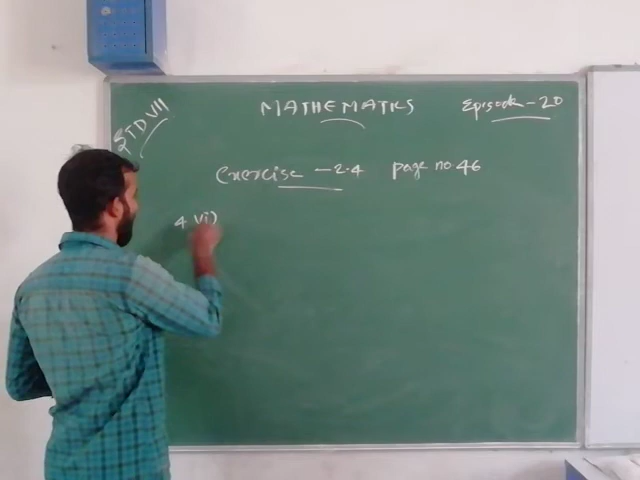 STD VII
MATHEMATICS
Episode - 20
Exercise - 2.4 page no. 46
4 vi)